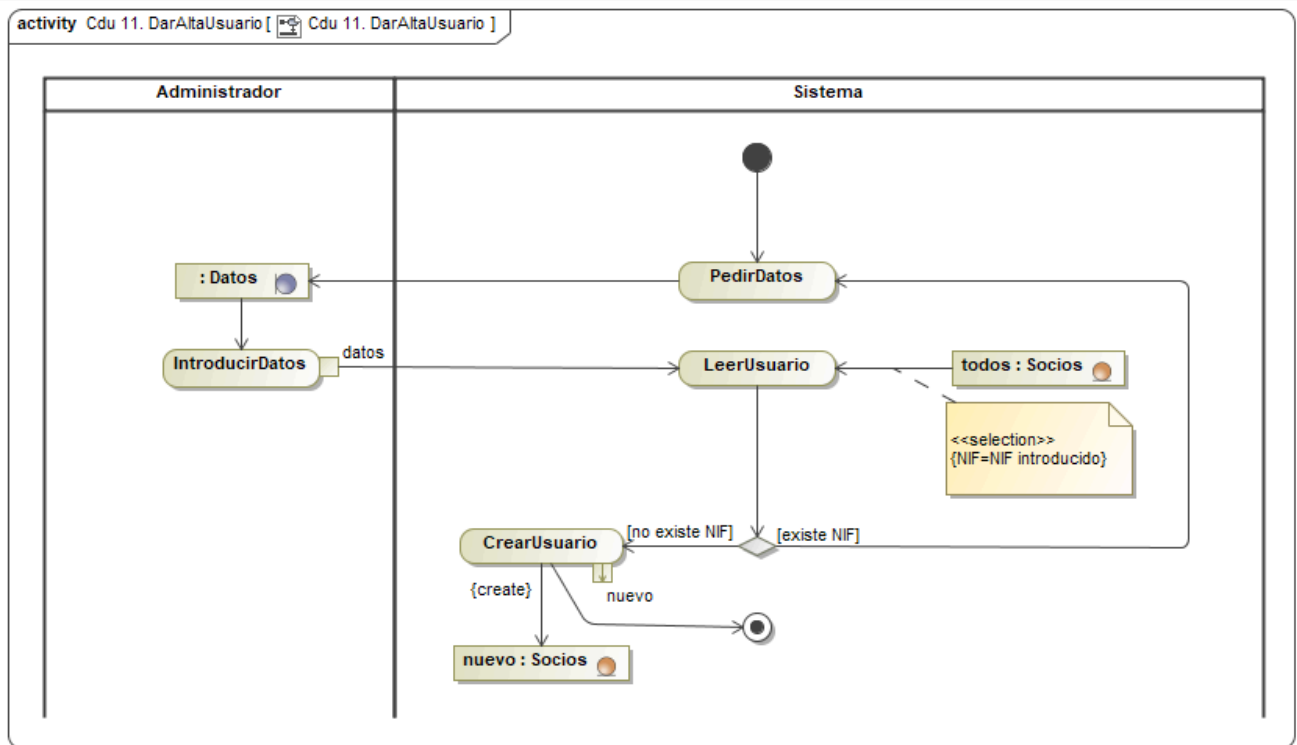 activity Cdu 11. DarAltaUsuario [ Cdu 11. DarAltaUsuario ]
Administrador
Sistema
: Datos
PedirDatos
IntroducirDatos
datos
LeerUsuario
todos : Socios
<<selection>>
{NIF=NIF introducido}
[no existe NIF]
[existe NIF]
CrearUsuario
{create}
nuevo
nuevo : Socios